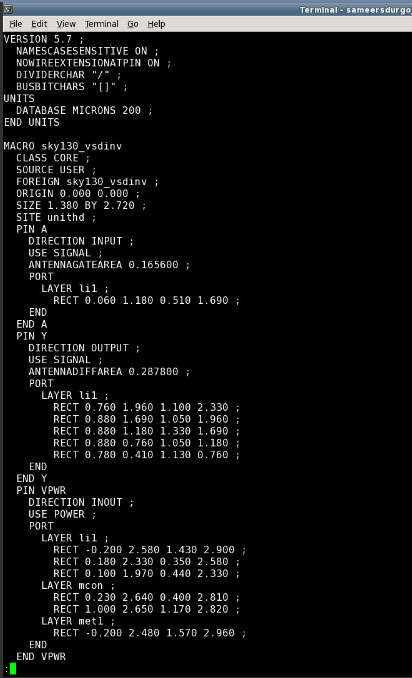 Terminal - sameersdurgo
File Edit View Terminal Go Help
VERSION 5.7 ;
  NAMESCASESENSITIVE ON ;
  NOWIREEXTENSIONATPIN ON ;
  DIVIDERCHAR "/" ;
  BUSBITCHARS "[]" ;
UNITS
  DATABASE MICRONS 200 ;
END UNITS

MACRO sky130_vsdinv
  CLASS CORE ;
  SOURCE USER ;
  FOREIGN sky130_vsdinv ;
  ORIGIN 0.000 0.000 ;
  SIZE 1.380 BY 2.720 ;
  SITE unithd ;
  PIN A
    DIRECTION INPUT ;
    USE SIGNAL ;
    ANTENNAGATEAREA 0.165600 ;
    PORT
      LAYER li1 ;
        RECT 0.060 1.180 0.510 1.690 ;
    END
  END A
  PIN Y
    DIRECTION OUTPUT ;
    USE SIGNAL ;
    ANTENNADIFFAREA 0.287800 ;
    PORT
      LAYER li1 ;
        RECT 0.760 1.960 1.100 2.330 ;
        RECT 0.880 1.690 1.050 1.960 ;
        RECT 0.880 1.180 1.330 1.690 ;
        RECT 0.880 0.760 1.050 1.180 ;
        RECT 0.780 0.410 1.130 0.760 ;
    END
  END Y
  PIN VPWR
    DIRECTION INOUT ;
    USE POWER ;
    PORT
      LAYER li1 ;
        RECT -0.200 2.580 1.430 2.900 ;
        RECT 0.180 2.330 0.350 2.580 ;
        RECT 0.100 1.970 0.440 2.330 ;
      LAYER mcon ;
        RECT 0.230 2.640 0.400 2.810 ;
        RECT 1.000 2.650 1.170 2.820 ;
      LAYER met1 ;
        RECT -0.200 2.480 1.570 2.960 ;
    END
  END VPWR
: